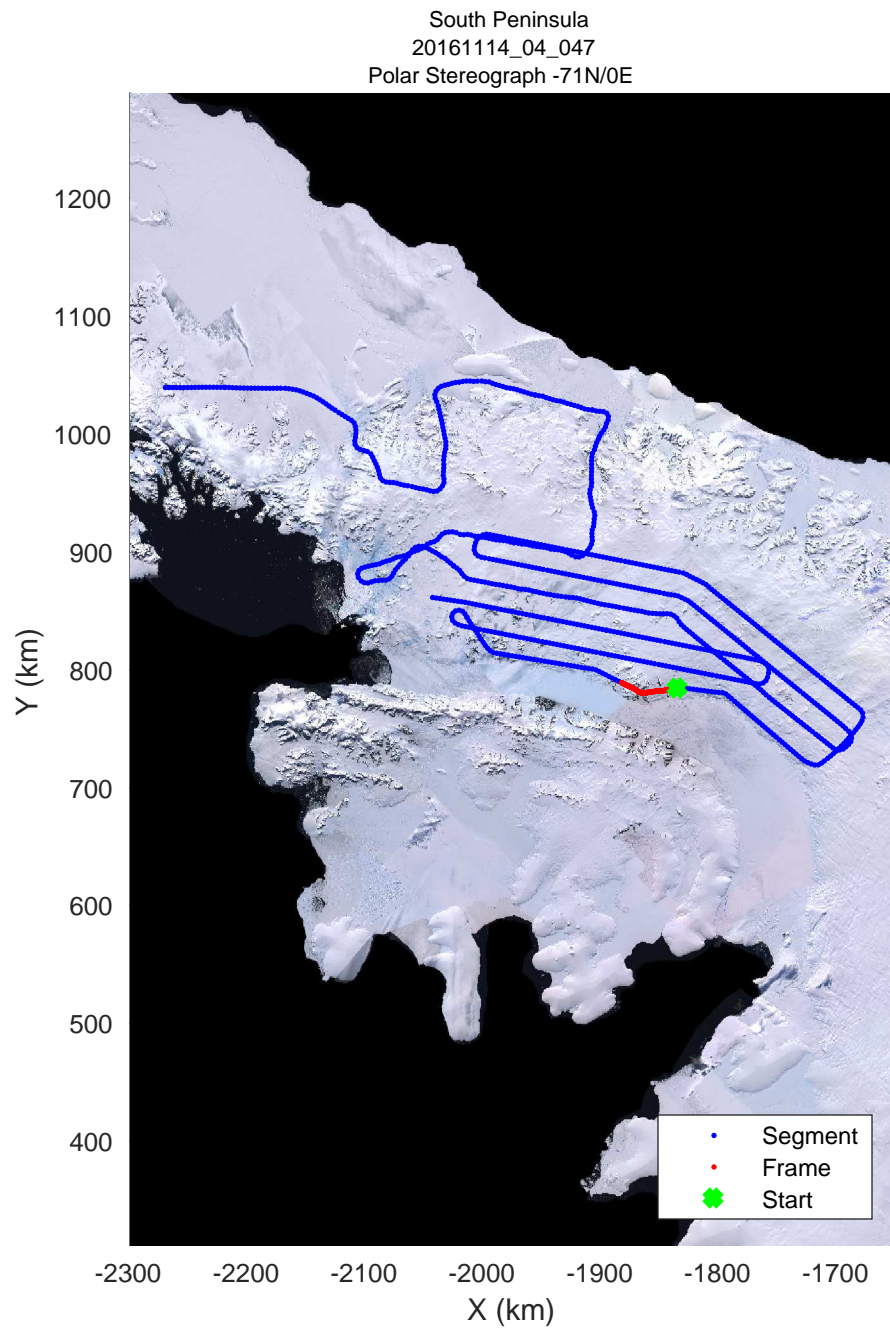 South Peninsula
20161114_04_047
Polar Stereograph -71N/0E
1200
1100
1000
900
800
700
600
500
400
Y (km)
Segment
Frame
Start
-2300 -2200 -2100 -2000 -1900 -1800 -1700
X (km)